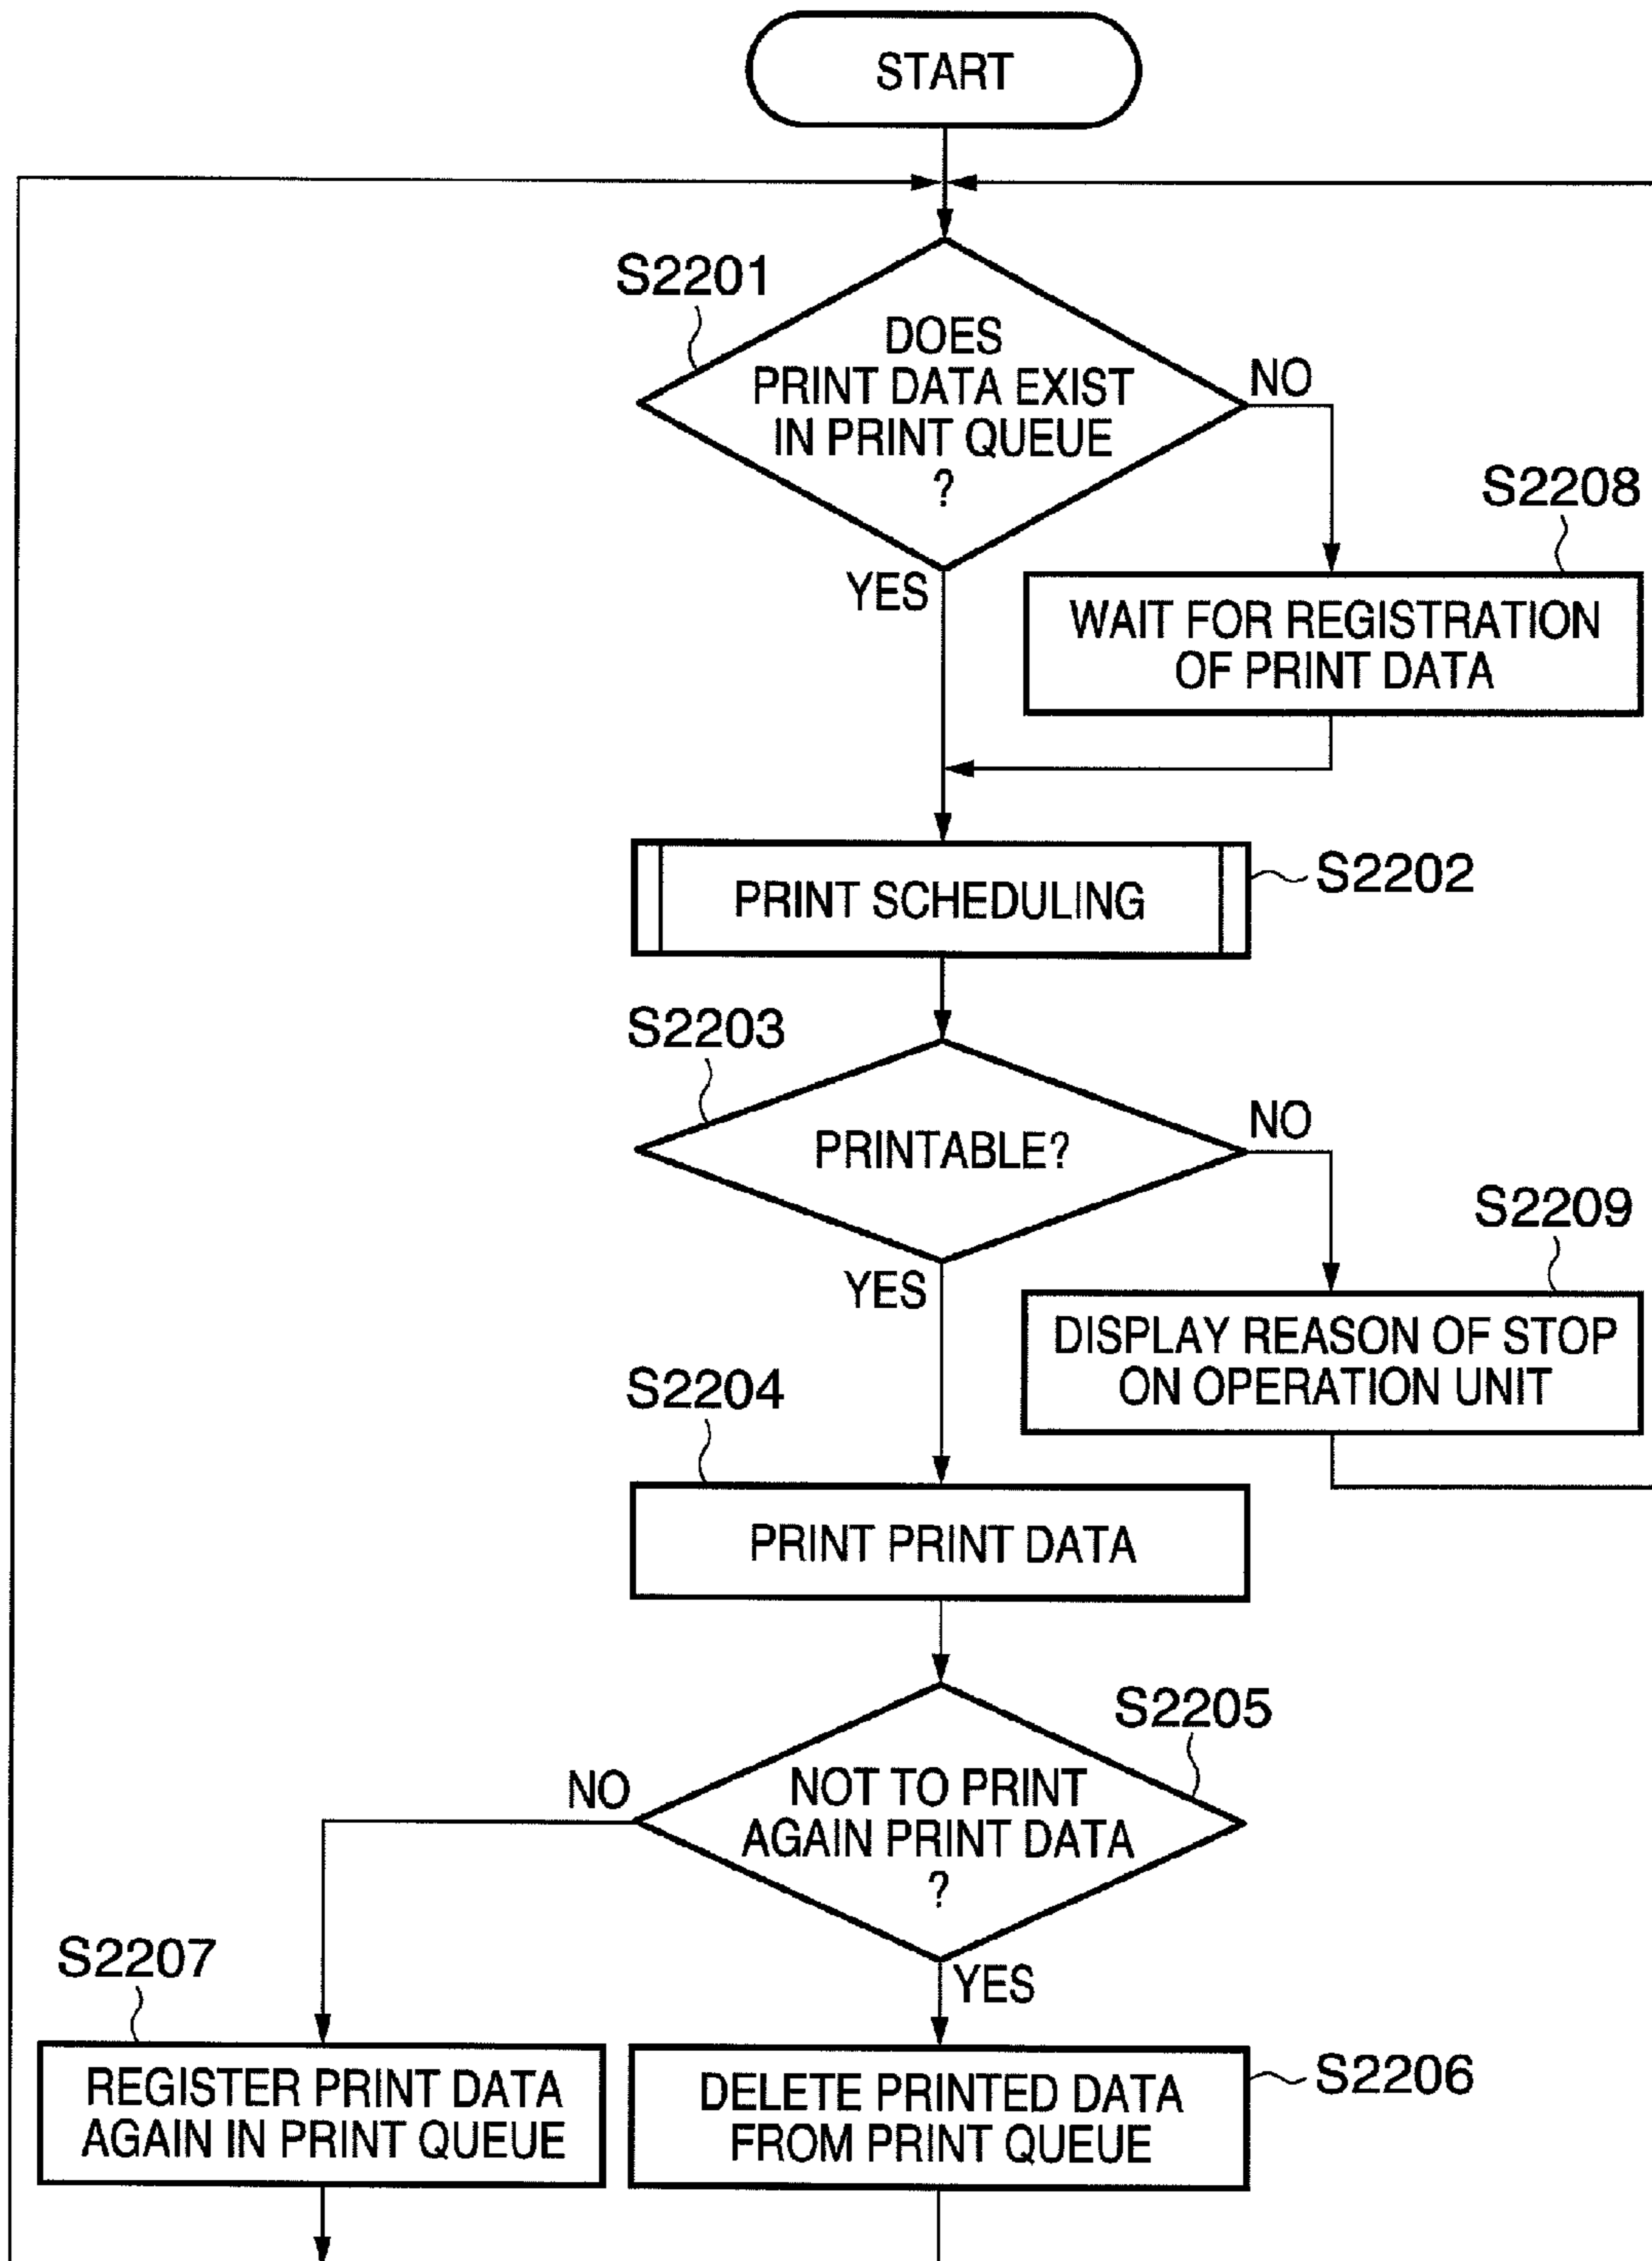 START
S2201
DOES
PRINT DATA EXIST
IN PRINT QUEUE
?
NO
S2208
YES
WAIT FOR REGISTRATION
OF PRINT DATA
PRINT SCHEDULING
S2202
S2203
PRINTABLE?
NO
S2209
YES
DISPLAY REASON OF STOP
ON OPERATION UNIT
S2204
PRINT PRINT DATA
S2205
NO
NOT TO PRINT
AGAIN PRINT DATA
?
S2207
YES
REGISTER PRINT DATA
AGAIN IN PRINT QUEUE
DELETE PRINTED DATA
FROM PRINT QUEUE
S2206